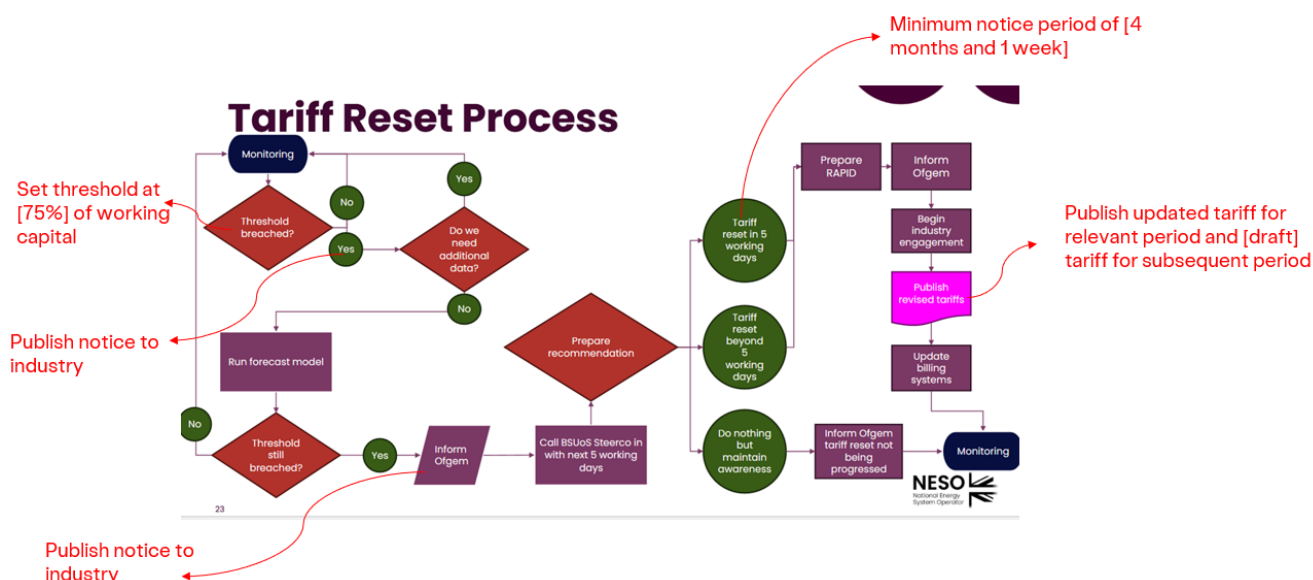 Minimum notice period of [4
months and 1 week]
Tariff Reset Process
Monitoring
Set threshold at
[75%] of working
capital
Threshold
breached?
No
Yes
Yes
Do we
need
additional
data?
No
Publish notice to
industry
Run forecast model
No
Threshold
still
breached?
Yes
Inform
Ofgem
Publish notice to
industry
Call BSUoS Steerco in
with next 5 working
days
Prepare
recommendation
Tariff
reset in 5
working
days
Tariff
reset
beyond
5
working
days
Do nothing
but
maintain
awareness
Prepare
RAPID
Inform
Ofgem
Begin
industry
engagement
Publish
revised tariffs
Publish updated tariff for
relevant period and [draft]
tariff for subsequent period
Update
billing
systems
Inform Ofgem
tariff reset not
being
progressed
Monitoring
NESO
National Energy
System Operator
23